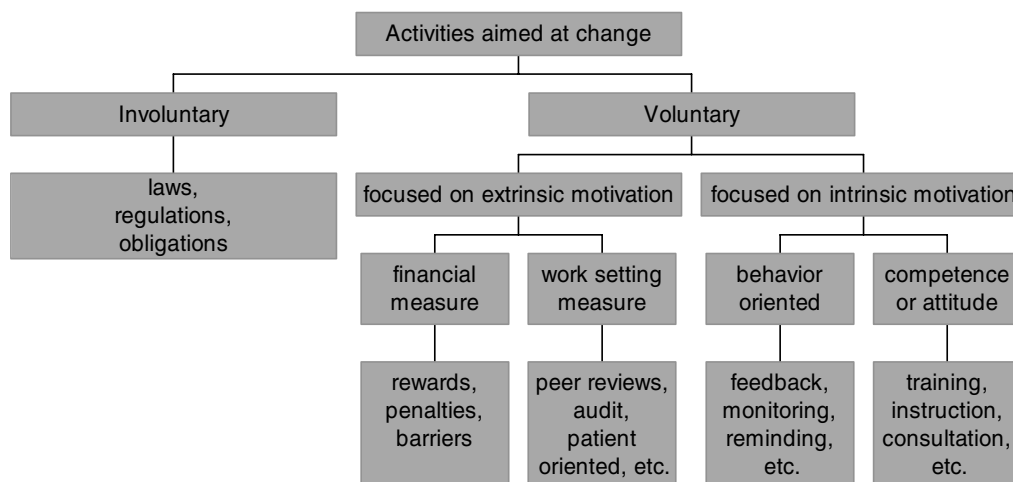 Activities aimed at change
Involuntary
Voluntary
laws,
regulations,
obligations
focused on extrinsic motivation
focused on intrinsic motivation
financial
measure
work setting
measure
behavior
oriented
competence
or attitude
rewards,
penalties,
barriers
peer reviews,
audit,
patient
oriented, etc.
feedback,
monitoring,
reminding,
etc.
training,
instruction,
consultation,
etc.